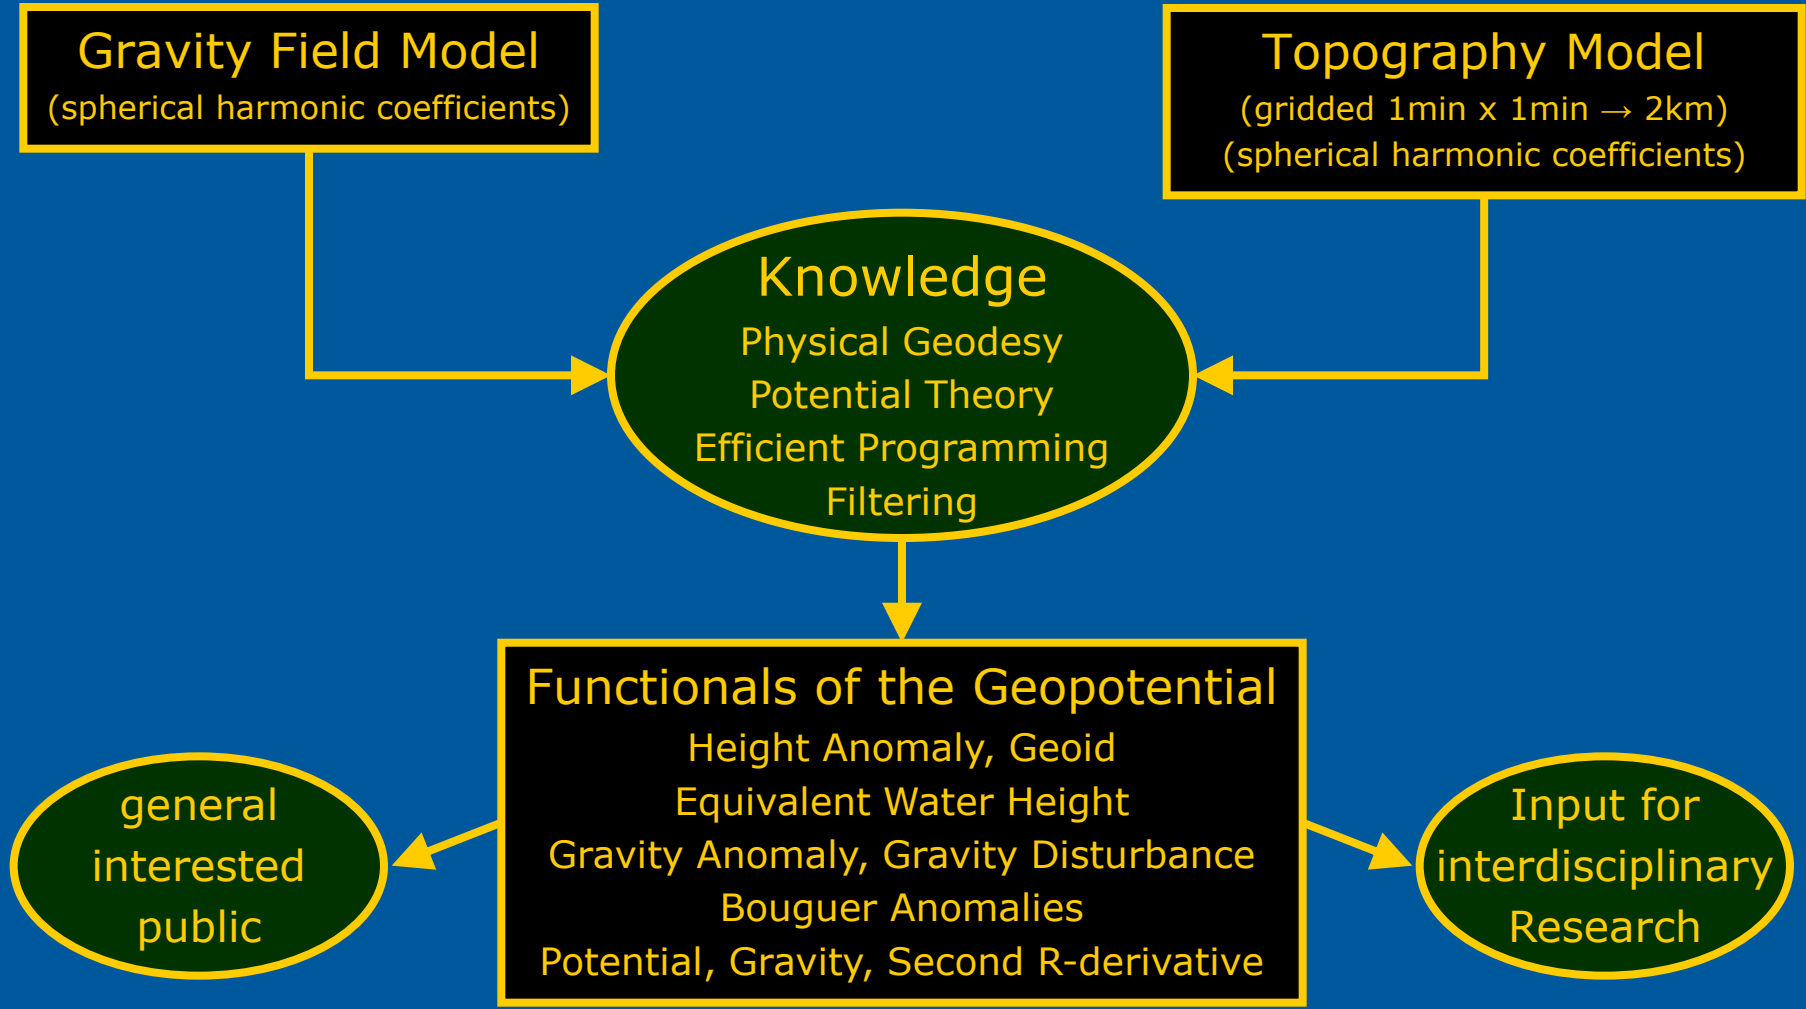 Gravity Field Model
(spherical harmonic coefficients)
Topography Model
(gridded 1min x 1min → 2km)
(spherical harmonic coefficients)
Knowledge
Physical Geodesy
Potential Theory
Efficient Programming
Filtering
Functionals of the Geopotential
Height Anomaly, Geoid
Equivalent Water Height
Gravity Anomaly, Gravity Disturbance
Bouguer Anomalies
Potential, Gravity, Second R-derivative
general
interested
public
Input for
interdisciplinary
Research